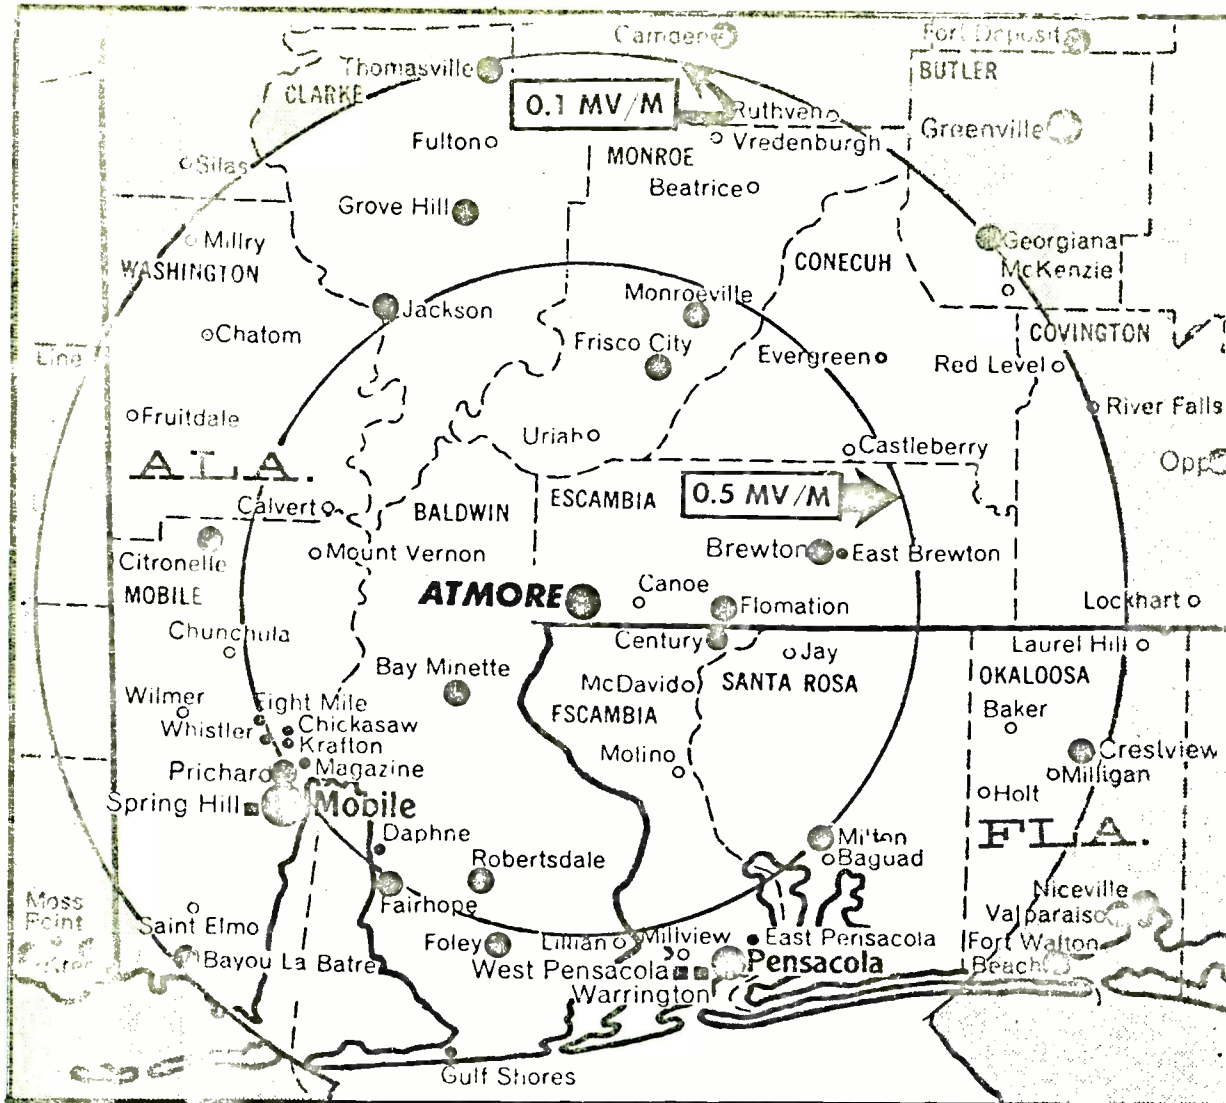 Camden
Fort Deposit
Thomasville
BUTLER
CLARKE
0.1 MV/M
Ruthven
Fulton
Vredenburgh
Greenville
MONROE
Silas
Beatrice
Grove Hill
Millry
Georgiana
WASHINGTON
CONECUH
McKenzie
Monroeville
Jackson
Chatom
Frisco City
COVINGTON
Line
Evergreen
Red Level
Fruitdale
River Falls
Uriah
Castleberry
ALA.
Opp
0.5 MV/M
ESCAMBIA
Calvert
BALDWIN
Citronelle
Mount Vernon
Brewton
East Brewton
MOBILE
ATMORE
Canoe
Flomation
Lockhart
Chunchula
Century
Jay
Laurel Hill
Bay Minette
McDavid
SANTA ROSA
OKALOOSA
Wilmer
Eight Mile
FSCAMBIA
Baker
Whistler
Chickasaw
Krafton
Molino
Crestview
Prichard
Magazine
Milligan
Spring Hill
Mobile
Holt
Daphne
Milton
FLA.
Robertsdale
Baguad
Fairhope
Niceville
Moss
Point
Saint Elmo
Valparaiso
Foley
Lillian
Millview
East Pensacola
Fort Walton
Beach
Bayou La Batre
West Pensacola
Pensacola
Warrington
Gulf Shores